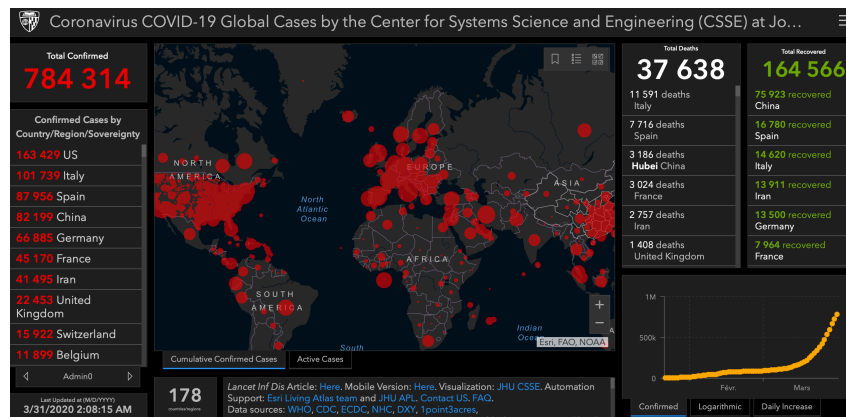 Coronavirus COVID-19 Global Cases by the Center for Systems Science and Engineering (CSSE) at Jo...
Total Confirmed
784 314
Confirmed Cases by
Country/Region/Sovereignty
163 429 US
101 739 Italy
87 956 Spain
82 199 China
66 885 Germany
45 170 France
41 495 Iran
22 453 United
Kingdom
15 922 Switzerland
11 899 Belgium
Admin0
Last Updated at (M/D/YYYY)
3/31/2020 2:08:15 AM
NORTH
AMERICA
EUROPE
ASIA
North
Atlantic
Ocean
AFRICA
SOUTH
AMERICA
Indian
Ocean
South
+
−
Esri, FAO, NOAA
Cumulative Confirmed Cases
Active Cases
178
countries/regions
Lancet Inf Dis Article: Here. Mobile Version: Here. Visualization: JHU CSSE. Automation
Support: Esri Living Atlas team and JHU APL. Contact US. FAQ.
Data sources: WHO, CDC, ECDC, NHC, DXY, 1point3acres,
Total Deaths
37 638
11 591 deaths
Italy
7 716 deaths
Spain
3 186 deaths
Hubei China
3 024 deaths
France
2 757 deaths
Iran
1 408 deaths
United Kingdom
Total Recovered
164 566
75 923 recovered
China
16 780 recovered
Spain
14 620 recovered
Italy
13 911 recovered
Iran
13 500 recovered
Germany
7 964 recovered
France
1M
500k
0
Févr.
Mars
Confirmed
Logarithmic
Daily Increase